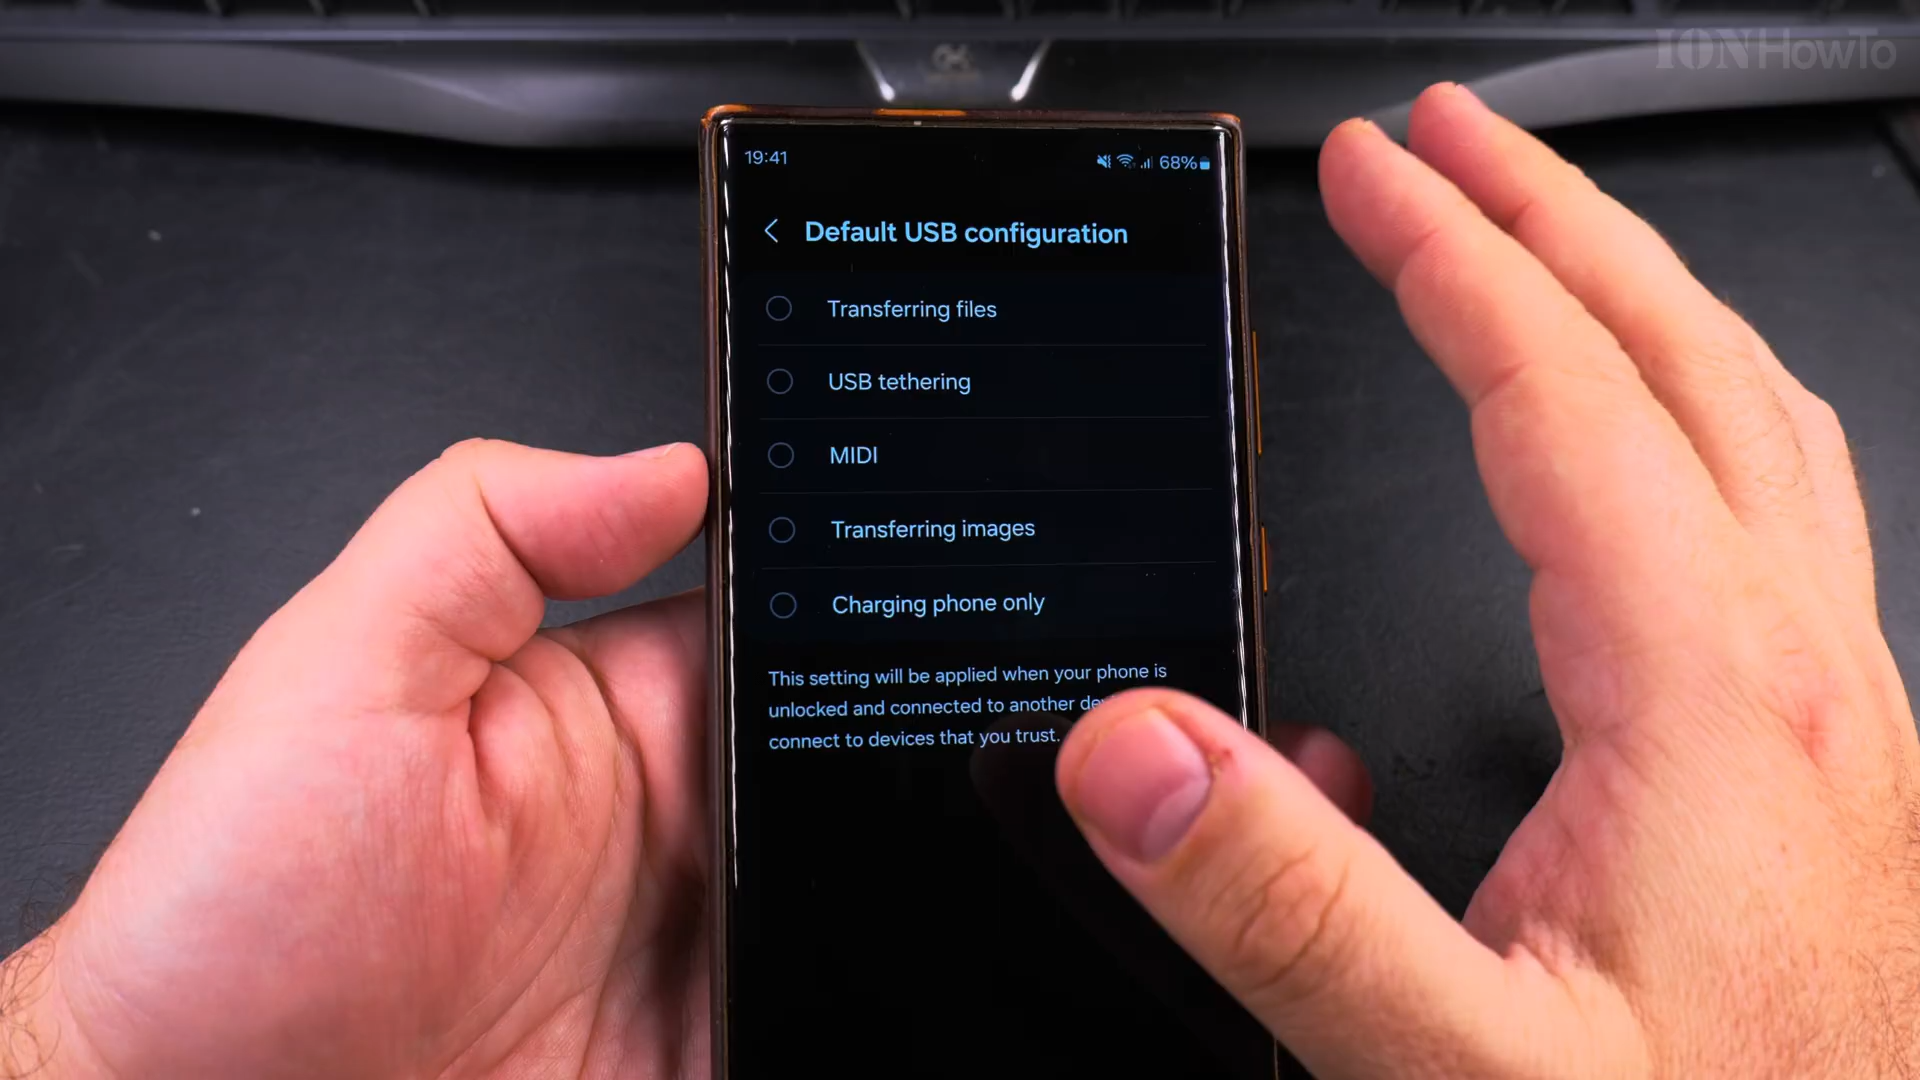 IONHowTo
19:41
68%
Default USB configuration
Transferring files
USB tethering
MIDI
Transferring images
Charging phone only
This setting will be applied when your phone is
unlocked and connected to another
connect to devices that you trust.